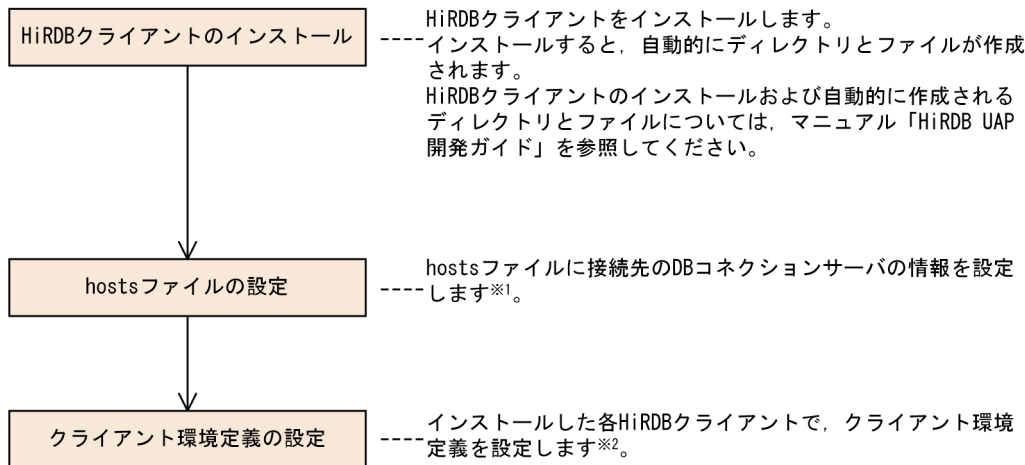 HiRDBクライアントのインストール
HiRDBクライアントをインストールします。
インストールすると，自動的にディレクトリとファイルが作成
されます。
HiRDBクライアントのインストールおよび自動的に作成される
ディレクトリとファイルについては，マニュアル「HiRDB UAP
開発ガイド」を参照してください。
hostsファイルの設定
hostsファイルに接続先のDBコネクションサーバの情報を設定
します※1。
クライアント環境定義の設定
インストールした各HiRDBクライアントで，クライアント環境
定義を設定します※2。